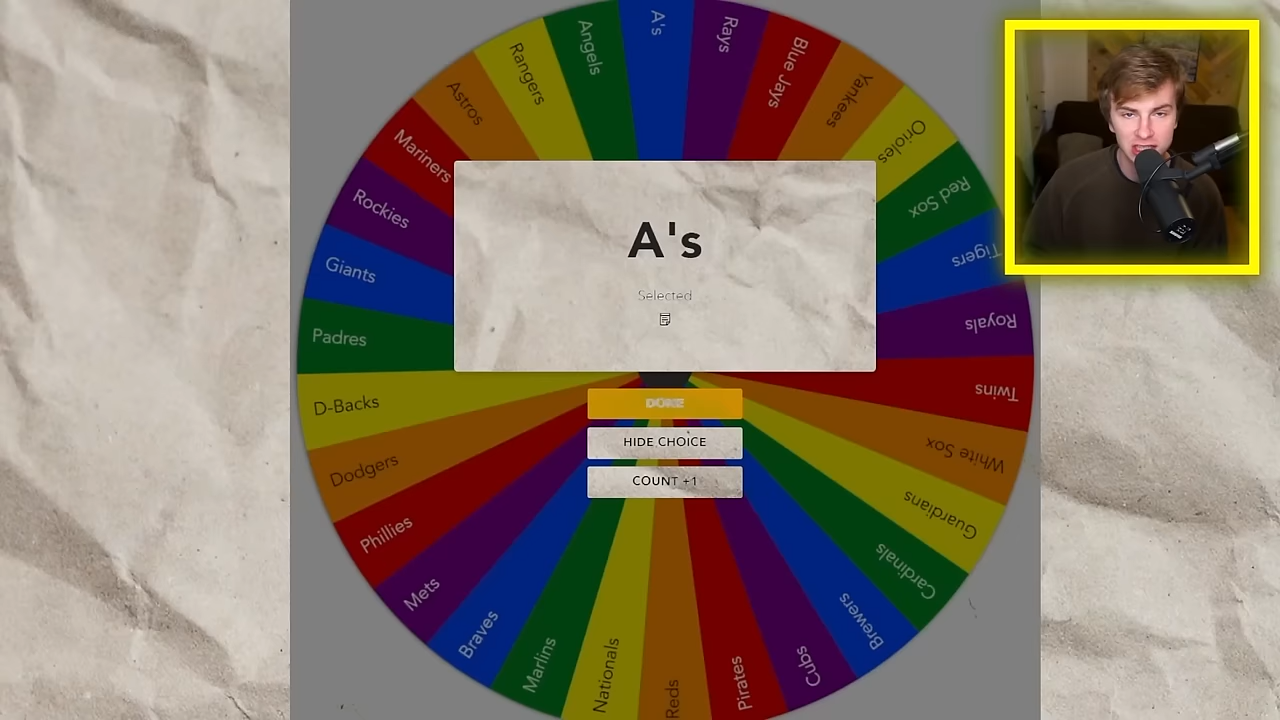 A's
Rays
Blue Jays
Yankees
Orioles
Red Sox
Tigers
Royals
Twins
White Sox
Guardians
Cardinals
Brewers
Cubs
Pirates
Reds
Nationals
Marlins
Braves
Mets
Phillies
Dodgers
D-Backs
Padres
Giants
Rockies
Mariners
Astros
Rangers
Angels
A's
Selected
DONE
HIDE CHOICE
COUNT +1